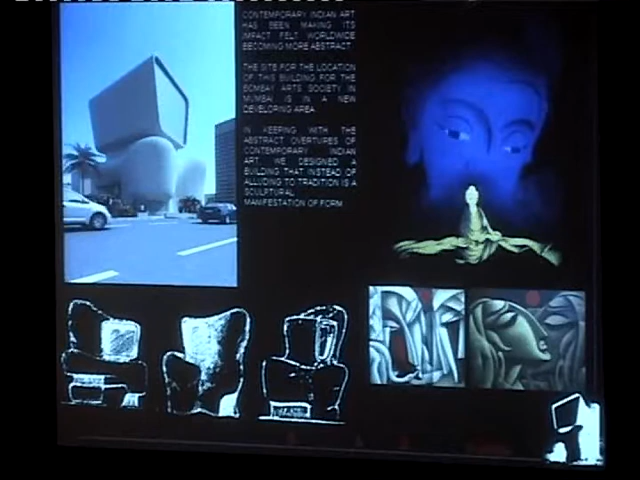 CONTEMPORARY INDIAN ART
HAS BEEN MAKING ITS
IMPACT FELT WORLDWIDE
BECOMING MORE ABSTRACT
THE SITE FOR THE LOCATION
OF THIS BUILDING FOR THE
BOMBAY ARTS SOCIETY IN
MUMBAI IS IN A NEW
DEVELOPING AREA
IN KEEPING WITH THE
ABSTRACT OVERTURES OF
CONTEMPORARY INDIAN
ART, WE DESIGNED A
BUILDING THAT INSTEAD OF
ALLUDING TO TRADITION IS A
SCULPTURAL
MANIFESTATION OF FORM